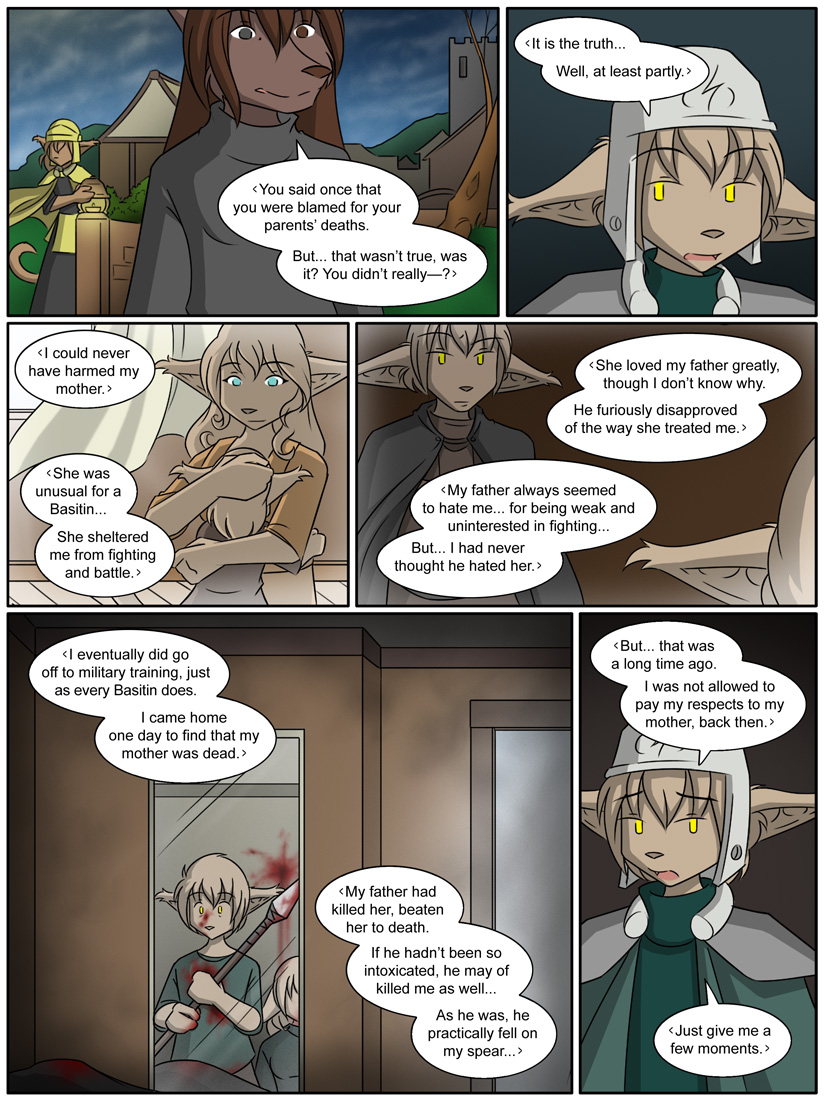 ‹You said once that
you were blamed for your
parents' deaths.
But... that wasn't true, was
it? You didn't really—?›
‹It is the truth...
Well, at least partly.›
‹I could never
have harmed my
mother.›
‹She was
unusual for a
Basitin...
She sheltered
me from fighting
and battle.›
‹She loved my father greatly,
though I don't know why.
He furiously disapproved
of the way she treated me.›
‹My father always seemed
to hate me... for being weak and
uninterested in fighting...
But... I had never
thought he hated her.›
‹I eventually did go
off to military training, just
as every Basitin does.
I came home
one day to find that my
mother was dead.›
‹My father had
killed her, beaten
her to death.
If he hadn't been so
intoxicated, he may of
killed me as well...
As he was, he
practically fell on
my spear...›
‹But... that was
a long time ago.
I was not allowed to
pay my respects to my
mother, back then.›
‹Just give me a
few moments.›